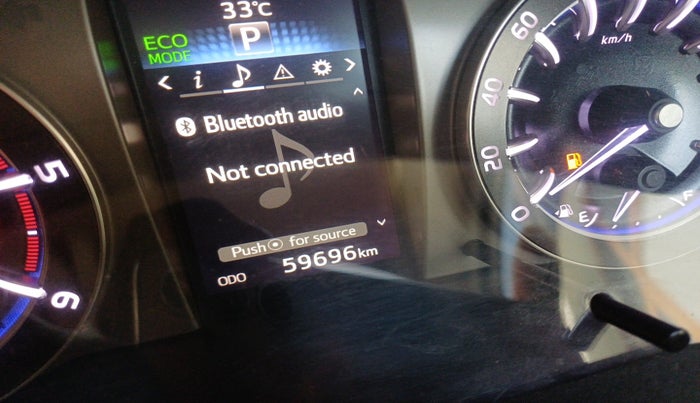 33°C
ECO
MODE
P
i
Bluetooth audio
Not connected
Push for source
ODO 59696km
5
6
60
40
20
0
km/h
E
F